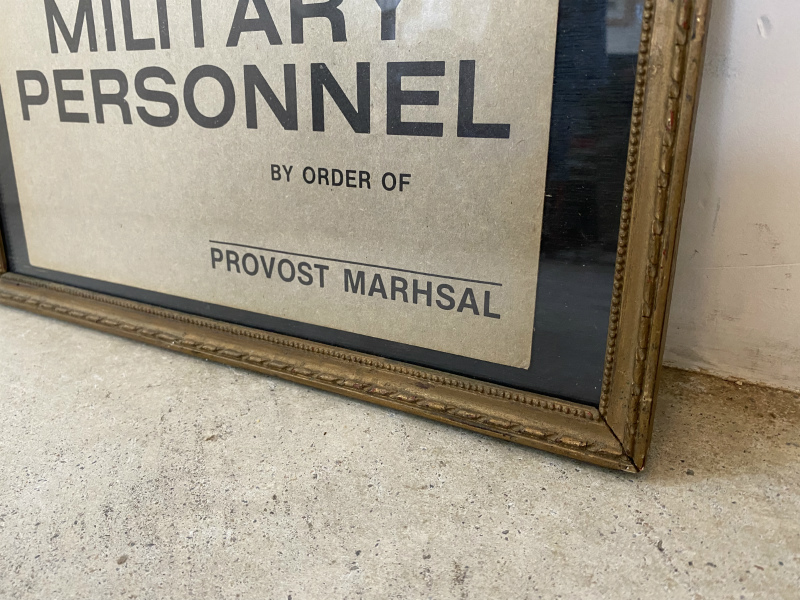 MILITARY
PERSONNEL
BY ORDER OF
PROVOST MARHSAL